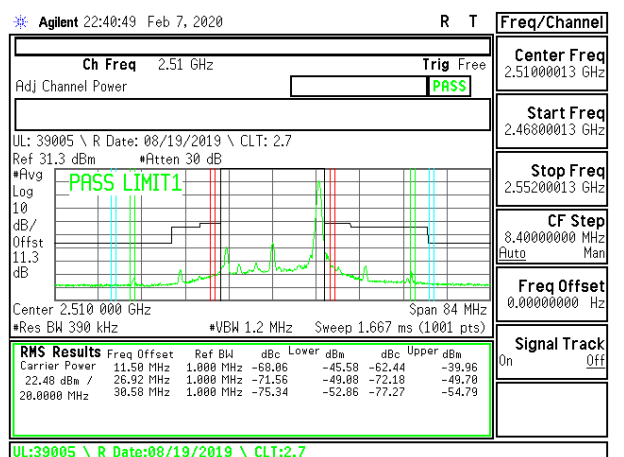 Agilent 22:40:49 Feb 7, 2020 R T
Freq/Channel
Ch Freq 2.51 GHz Trig Free
Adj Channel Power
PASS
UL: 39005 \ R Date: 08/19/2019 \ CLT: 2.7
Ref 31.3 dBm #Atten 30 dB
#Avg
Log
10
dB/
Offst
11.3
dB
PASS LIMIT1
Center 2.510 000 GHz Span 84 MHz
#Res BW 390 kHz #VBW 1.2 MHz Sweep 1.667 ms (1001 pts)
RMS Results Freq Offset Ref BW dBc Lower dBm dBc Upper dBm
Carrier Power 11.50 MHz 1.000 MHz -68.06 -45.58 -62.44 -39.96
22.48 dBm / 26.92 MHz 1.000 MHz -71.56 -49.08 -72.18 -49.70
20.0000 MHz 30.58 MHz 1.000 MHz -75.34 -52.86 -77.27 -54.79
UL:39005 \ R Date:08/19/2019 \ CLT:2.7
Center Freq
2.51000013 GHz
Start Freq
2.46800013 GHz
Stop Freq
2.55200013 GHz
CF Step
8.40000000 MHz
Auto Man
Freq Offset
0.00000000 Hz
Signal Track
On Off